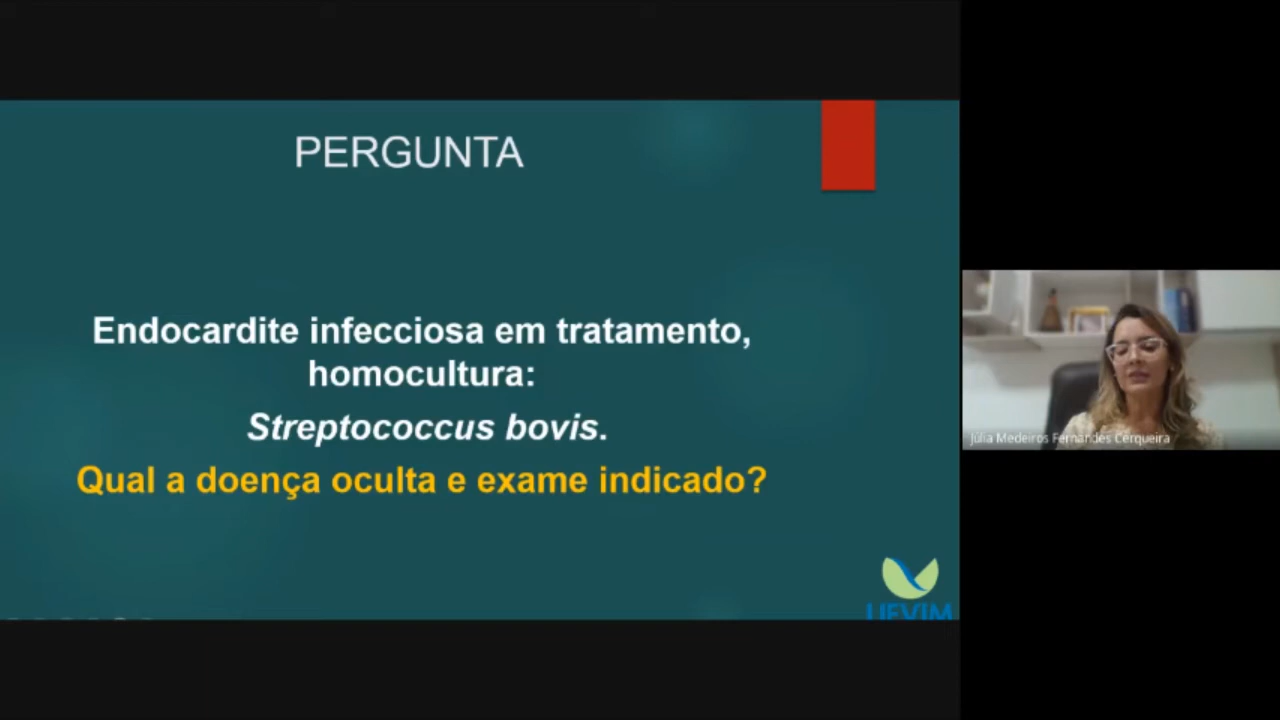 PERGUNTA
Endocardite infecciosa em tratamento,
homocultura:
Streptococcus bovis.
Qual a doença oculta e exame indicado?
Júlia Medeiros Fernandes Cerqueira